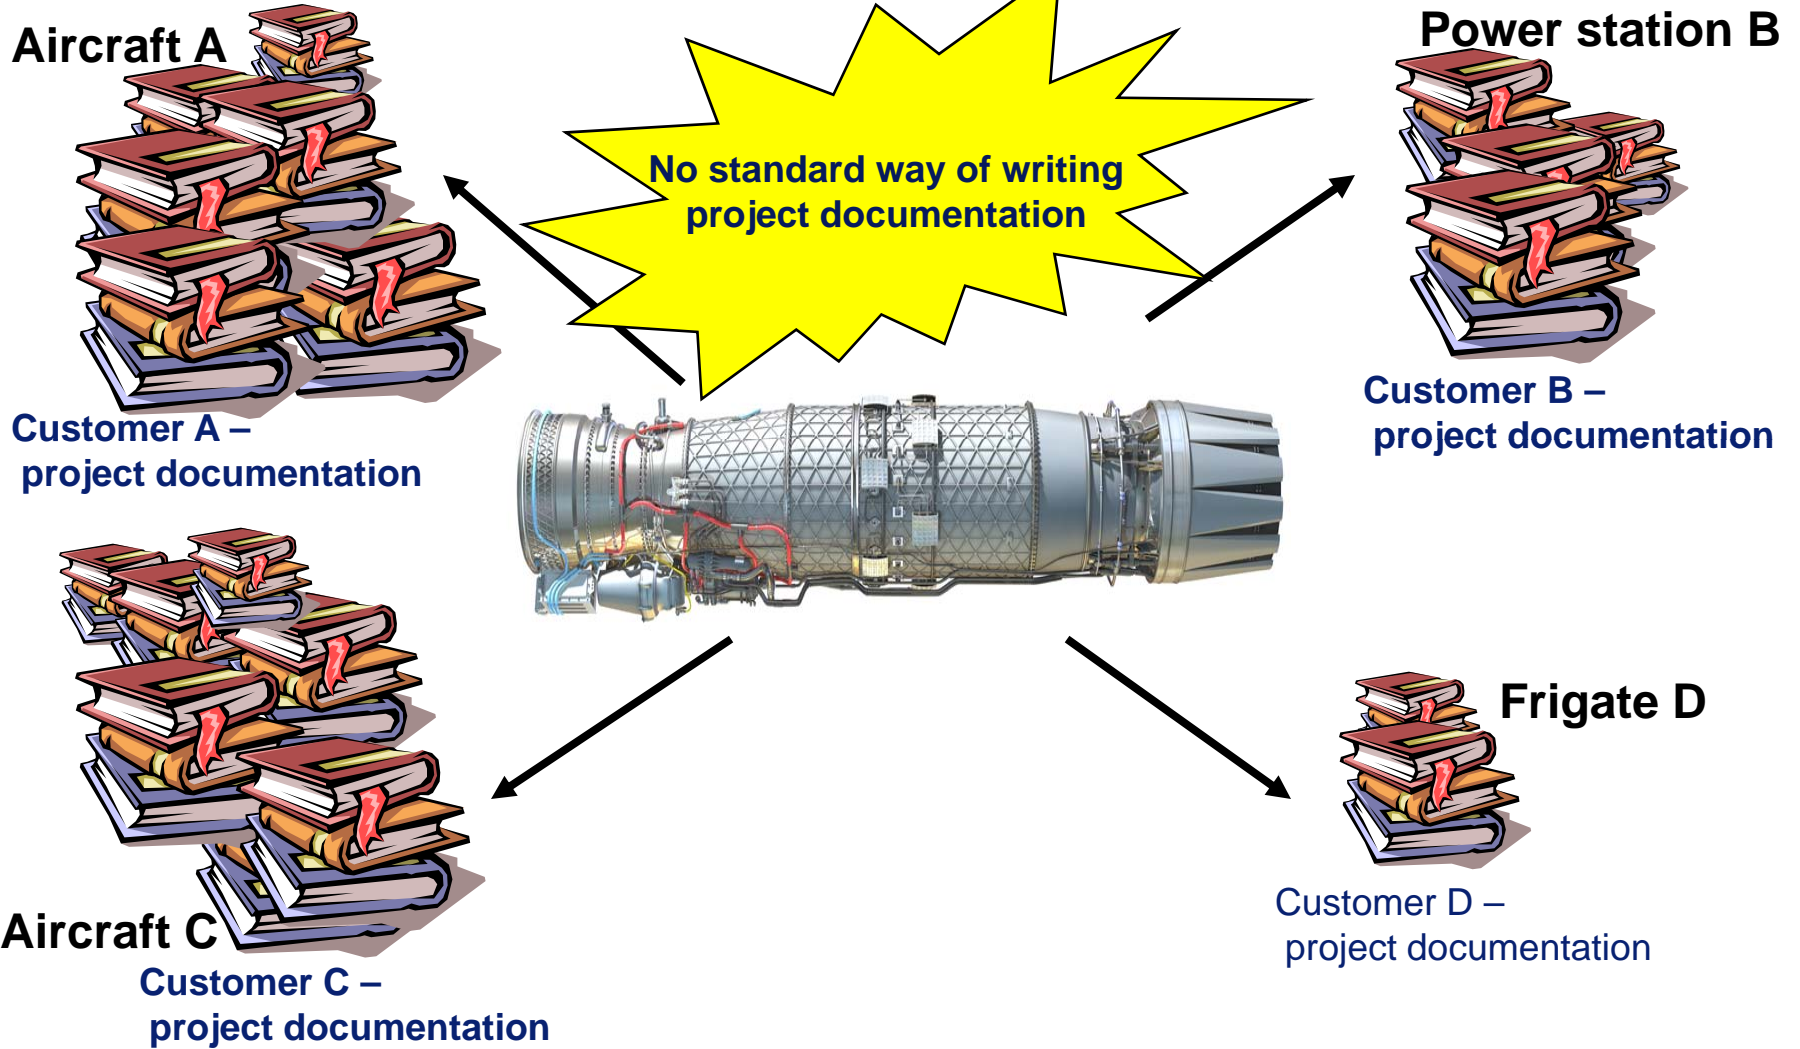 Aircraft A
Power station B
No standard way of writing
project documentation
Customer A –
project documentation
Customer B –
project documentation
Frigate D
Customer D –
project documentation
Aircraft C
Customer C –
project documentation